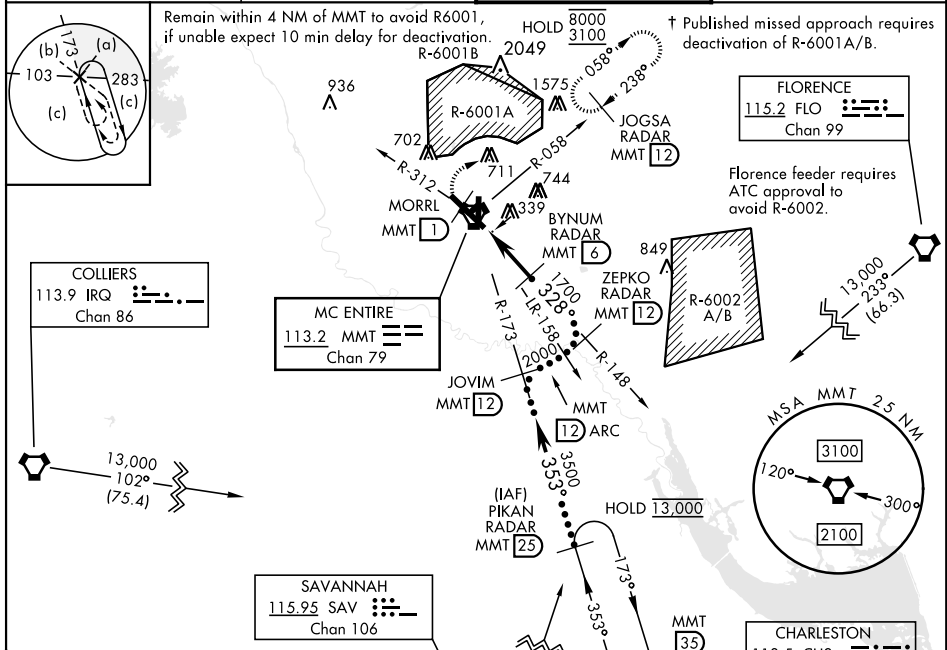 Remain within 4 NM of MMT to avoid R6001,
if unable expect 10 min delay for deactivation.
† Published missed approach requires
deactivation of R-6001A/B.
173
(a)
(b)
103
283
(c)
(c)
HOLD 8000
3100
058°
238°
R-6001B
2049
936
1575
R-6001A
JOGSA
RADAR
MMT 12
702
711
R-058
R-312
744
339
MORRL
MMT 1
FLORENCE
115.2 FLO
Chan 99
Florence feeder requires
ATC approval to
avoid R-6002.
BYNUM
RADAR
MMT 6
849
ZEPKO
RADAR
MMT 12
R-6002
A/B
13,000
233°
(66.3)
COLLIERS
113.9 IRQ
Chan 86
MC ENTIRE
113.2 MMT
Chan 79
1700
328°
R-173
LR-158
R-148
2000
JOVIM
MMT 12
MMT
12 ARC
MSA MMT 25 NM
3100
120°
300°
2100
13,000
102°
(75.4)
3500
353°
(IAF)
PIKAN
RADAR
MMT 25
HOLD 13,000
173°
353°
SAVANNAH
115.95 SAV
Chan 106
MMT
35
CHARLESTON